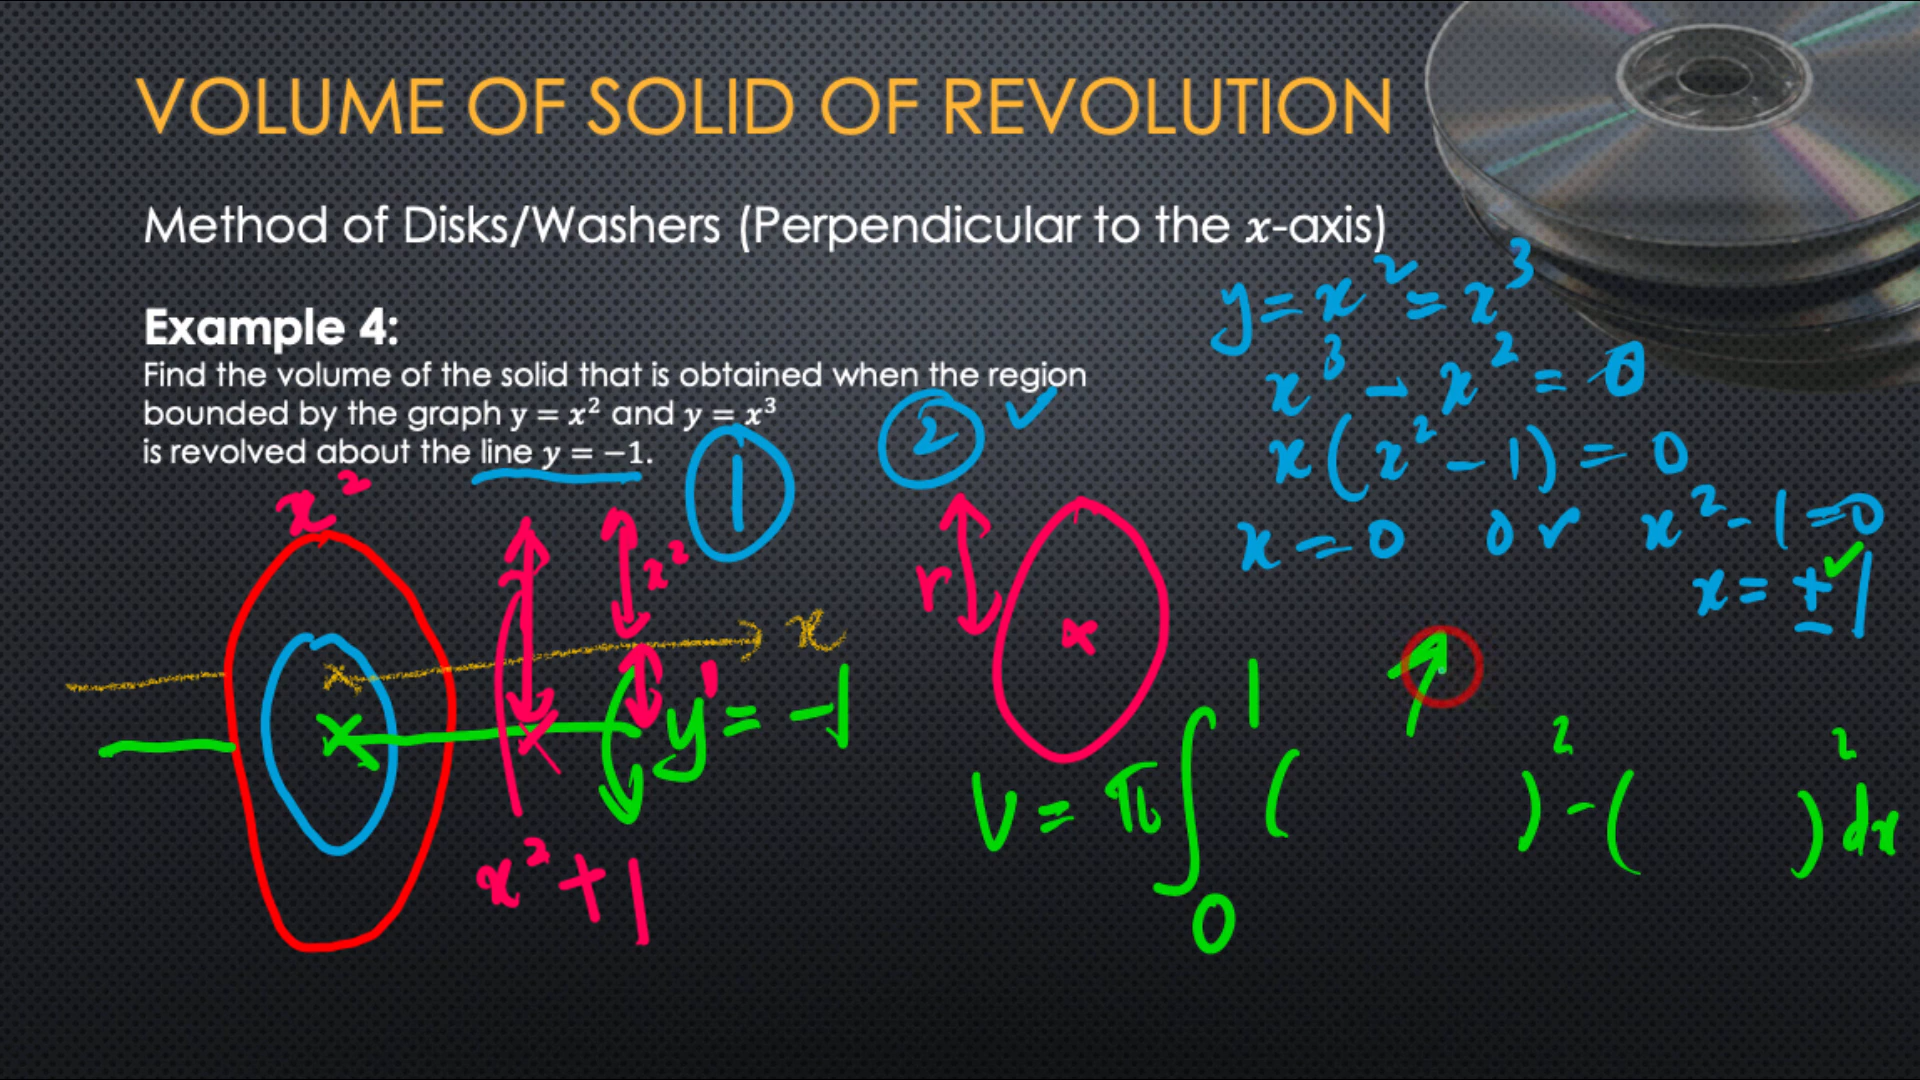 VOLUME OF SOLID OF REVOLUTION
Method of Disks/Washers (Perpendicular to the x-axis)
Example 4:
Find the volume of the solid that is obtained when the region
bounded by the graph y = x² and y = x³
is revolved about the line y = −1.
1
2 ✓
y = x² = x³
x³ − x² = 0
x(x² − 1) = 0
x = 0 or x² − 1 = 0
x = ± 1 ✓
x²
x²
r
x
y = −1
x² + 1
V = π ∫₀¹ ( )² − ( )² dx